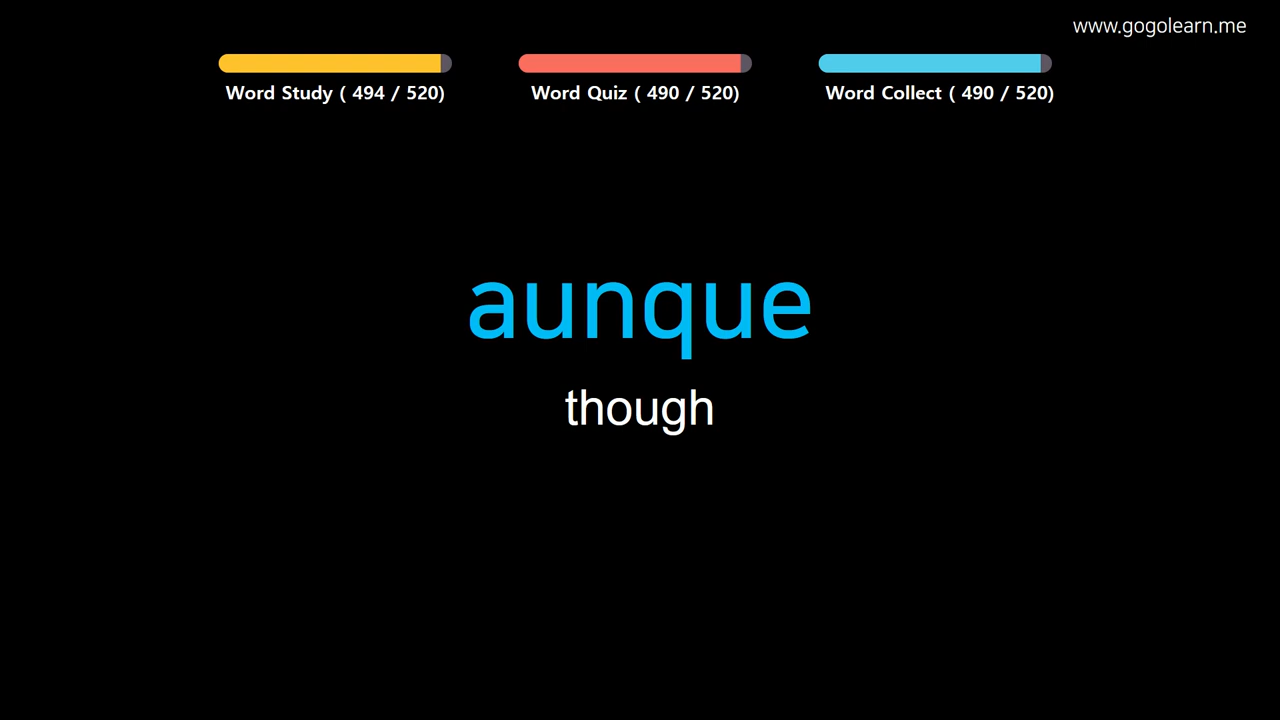 www.gogolearn.me
Word Study ( 494 / 520)
Word Quiz ( 490 / 520)
Word Collect ( 490 / 520)
aunque
though